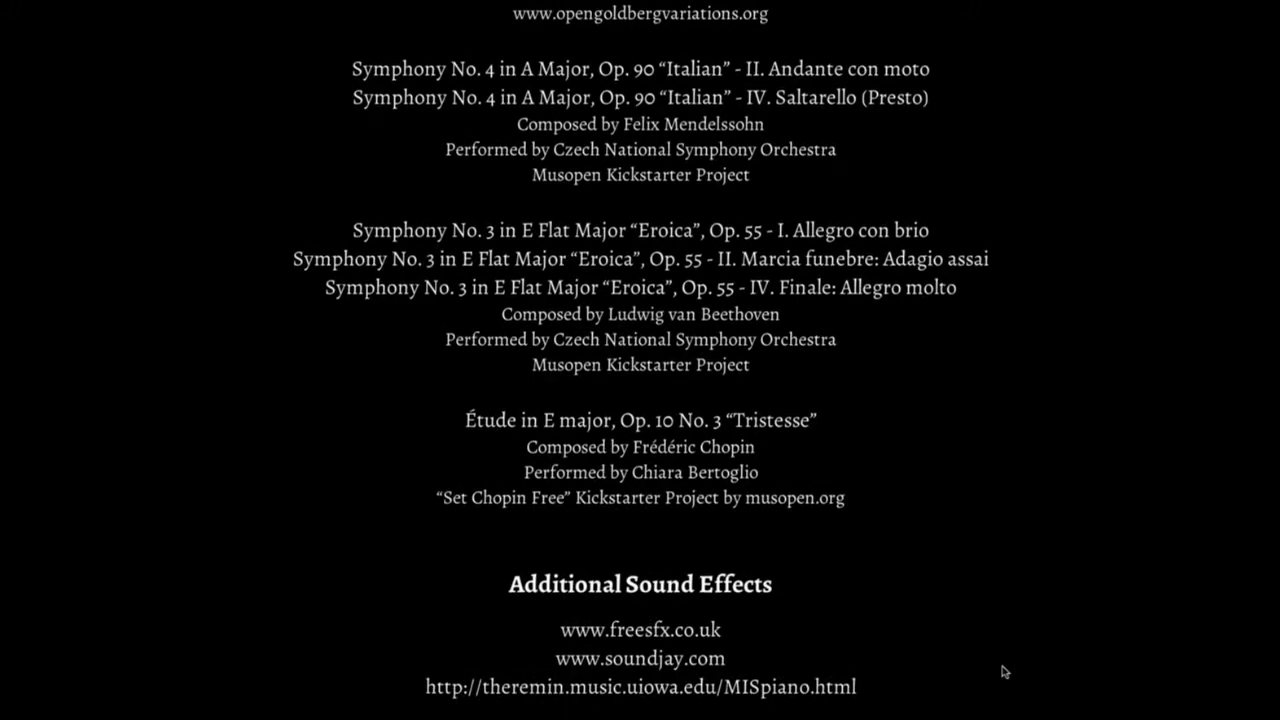 www.opengoldbergvariations.org
Symphony No. 4 in A Major, Op. 90 “Italian” - II. Andante con moto
Symphony No. 4 in A Major, Op. 90 “Italian” - IV. Saltarello (Presto)
Composed by Felix Mendelssohn
Performed by Czech National Symphony Orchestra
Musopen Kickstarter Project
Symphony No. 3 in E Flat Major “Eroica”, Op. 55 - I. Allegro con brio
Symphony No. 3 in E Flat Major “Eroica”, Op. 55 - II. Marcia funebre: Adagio assai
Symphony No. 3 in E Flat Major “Eroica”, Op. 55 - IV. Finale: Allegro molto
Composed by Ludwig van Beethoven
Performed by Czech National Symphony Orchestra
Musopen Kickstarter Project
Étude in E major, Op. 10 No. 3 “Tristesse”
Composed by Frédéric Chopin
Performed by Chiara Bertoglio
“Set Chopin Free” Kickstarter Project by musopen.org
Additional Sound Effects
www.freesfx.co.uk
www.soundjay.com
http://theremin.music.uiowa.edu/MISpiano.html